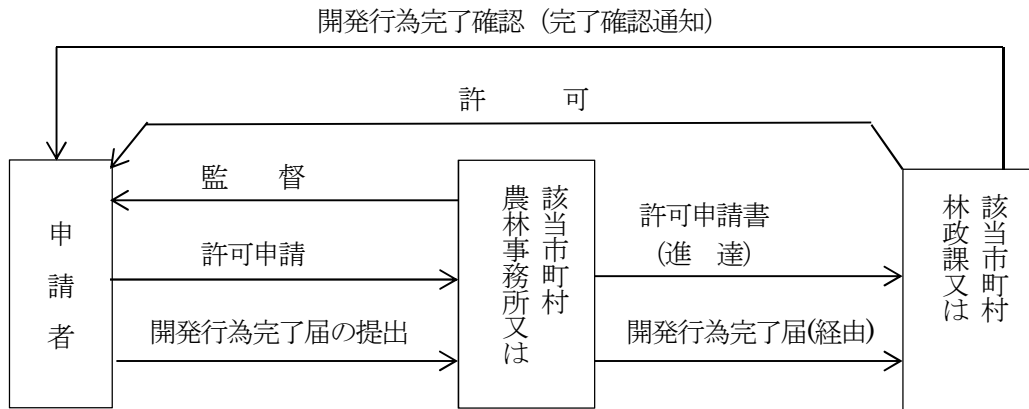 開発行為完了確認（完了確認通知）
許　可
監　督
許可申請
開発行為完了届の提出
申請者
農林事務所又は
該当市町村
許可申請書
(進　達)
開発行為完了届(経由)
林政課又は
該当市町村